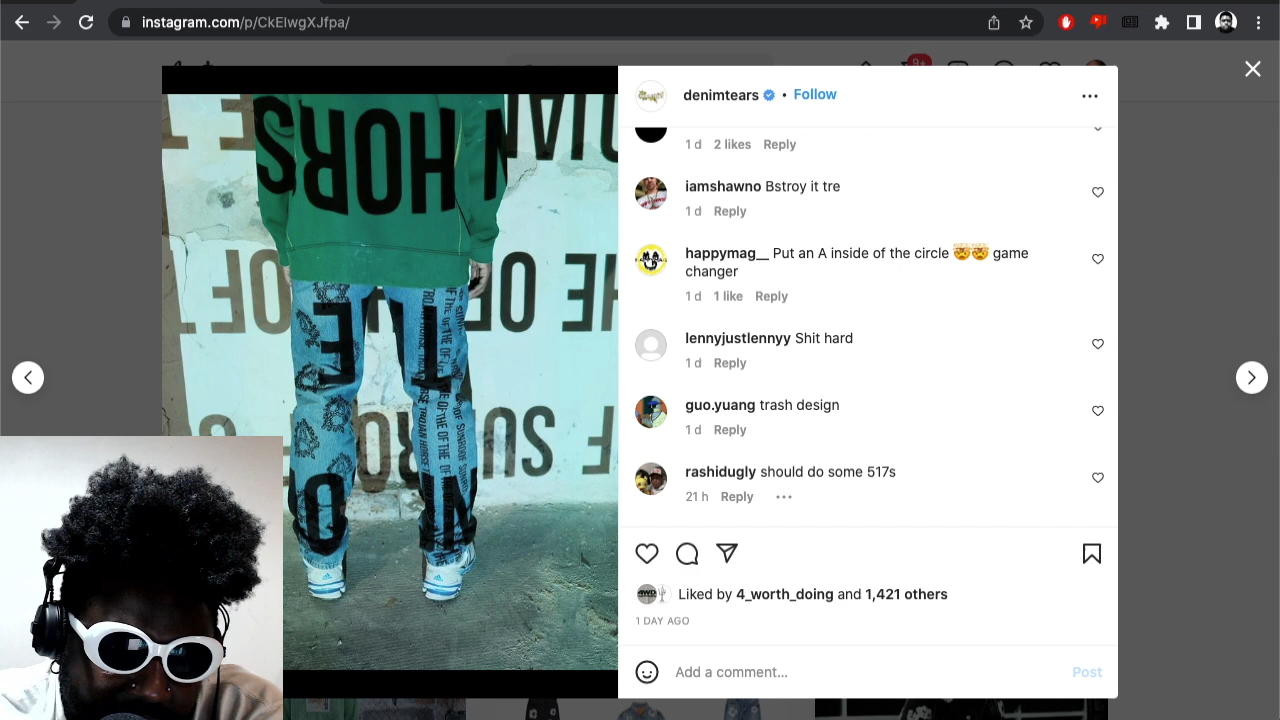 instagram.com/p/CkElwgXJfpa/
9+
denimtears • Follow
1 d 2 likes Reply
iamshawno Bstroy it tre
1 d Reply
happymag__ Put an A inside of the circle 🤯🤯 game
changer
1 d 1 like Reply
lennyjustlennyy Shit hard
1 d Reply
guo.yuang trash design
1 d Reply
rashidugly should do some 517s
21 h Reply
Liked by 4_worth_doing and 1,421 others
1 DAY AGO
Add a comment...
Post